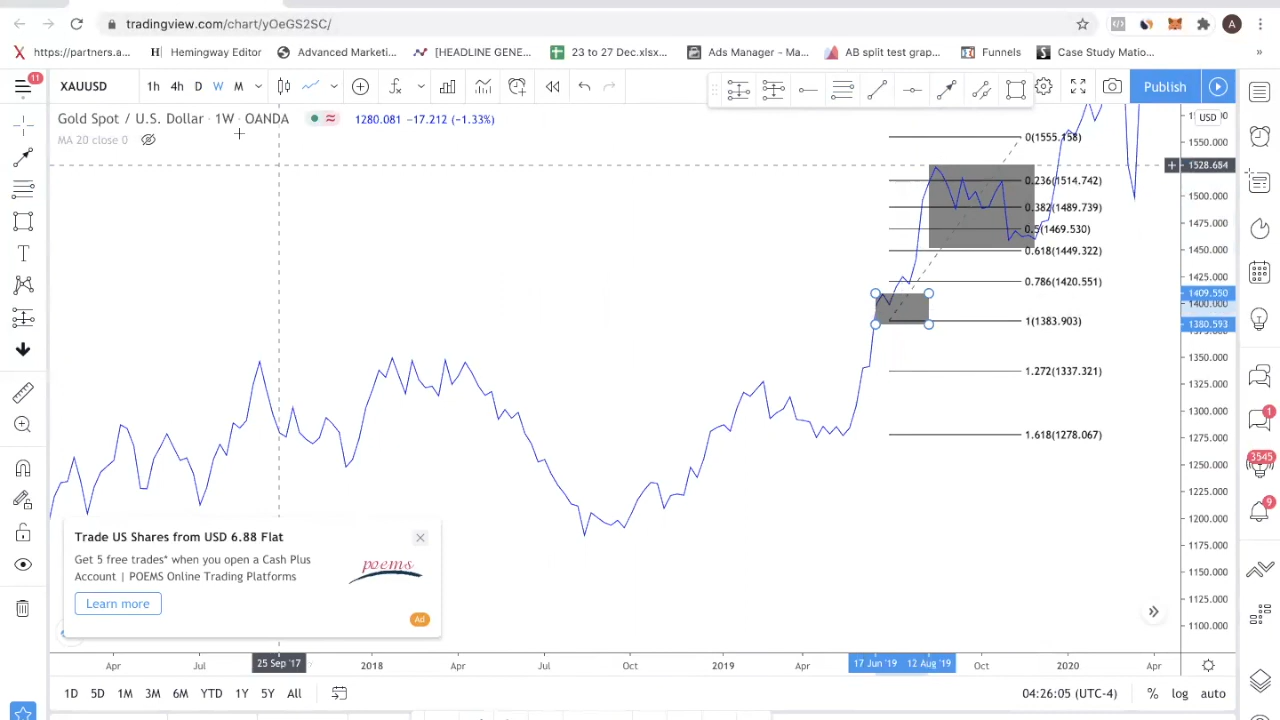 tradingview.com/chart/yOeGS2SC/
A
https://partners.a...
H Hemingway Editor
Advanced Marketi...
[HEADLINE GENE...
23 to 27 Dec.xlsx...
Ads Manager - Ma...
AB split test grap...
Funnels
Case Study Matio...
»
11
XAUUSD
1h 4h D W M
Publish
Gold Spot / U.S. Dollar · 1W · OANDA
1280.081 -17.212 (-1.33%)
MA 20 close 0
USD
0(1555.158)
1550.000
1528.654
0.236(1514.742)
1500.000
0.382(1489.739)
1475.000
0.5(1469.530)
0.618(1449.322)
1450.000
0.786(1420.551)
1425.000
1409.550
1400.000
1(1383.903)
1380.593
1.272(1337.321)
1350.000
1325.000
1300.000
1.618(1278.067)
1275.000
1250.000
1225.000
1200.000
1175.000
1150.000
1125.000
1100.000
1
3545
9
Trade US Shares from USD 6.88 Flat
Get 5 free trades* when you open a Cash Plus
Account | POEMS Online Trading Platforms
poems
Learn more
Ad
Apr
Jul
25 Sep '17
2018
Apr
Jul
Oct
2019
Apr
17 Jun '19
12 Aug '19
Oct
2020
Apr
1D 5D 1M 3M 6M YTD 1Y 5Y All
04:26:05 (UTC-4)
% log auto